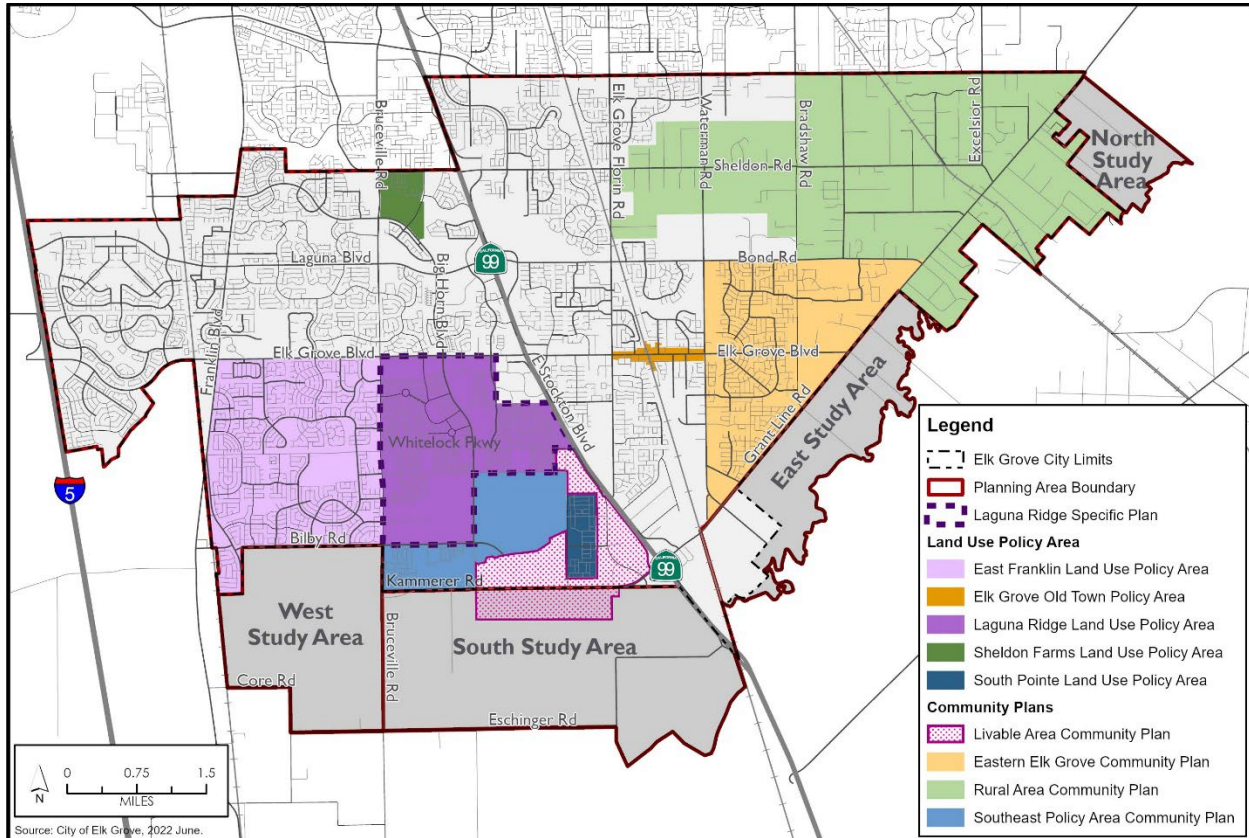 Bruceville Rd
Elk Grove Florin Rd
Waterman Rd
Bradshaw Rd
Excelsior Rd
North
Study
Area
Sheldon Rd
Laguna Blvd
Big Horn Blvd
CALIFORNIA
99
Bond Rd
Franklin Blvd
Elk Grove Blvd
E Stockton Blvd
Elk Grove Blvd
Grant Line Rd
East Study Area
Whitelock Pkwy
5
Bilby Rd
Kammerer Rd
CALIFORNIA
99
West
Study Area
Bruceville Rd
South Study Area
Core Rd
Eschinger Rd
Legend
Elk Grove City Limits
Planning Area Boundary
Laguna Ridge Specific Plan
Land Use Policy Area
East Franklin Land Use Policy Area
Elk Grove Old Town Policy Area
Laguna Ridge Land Use Policy Area
Sheldon Farms Land Use Policy Area
South Pointe Land Use Policy Area
Community Plans
Livable Area Community Plan
Eastern Elk Grove Community Plan
Rural Area Community Plan
Southeast Policy Area Community Plan
N
0 0.75 1.5
MILES
Source: City of Elk Grove, 2022 June.